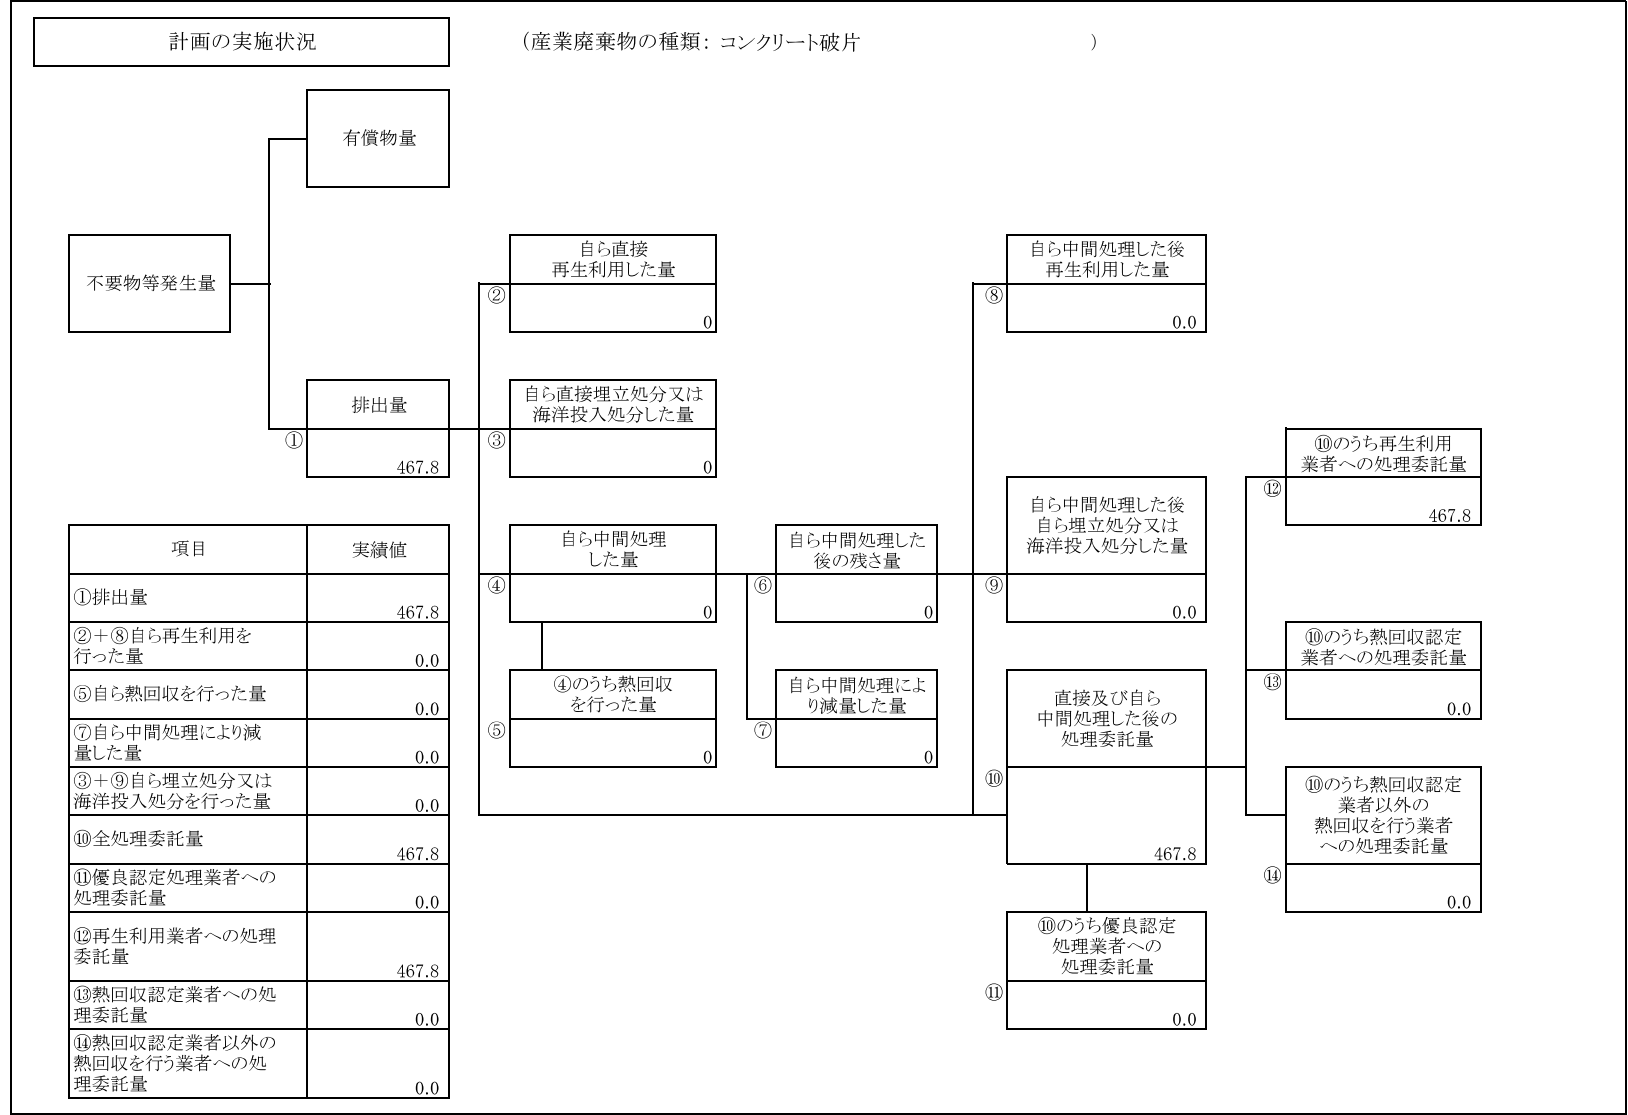 計画の実施状況
（産業廃棄物の種類： コンクリート破片 ）
有償物量
不要物等発生量
自ら直接
再生利用した量
②
0
自ら中間処理した後
再生利用した量
⑧
0.0
排出量
①
467.8
自ら直接埋立処分又は
海洋投入処分した量
③
0
⑩のうち再生利用
業者への処理委託量
⑫
467.8
自ら中間処理した後
自ら埋立処分又は
海洋投入処分した量
⑨
0.0
自ら中間処理
した量
④
0
自ら中間処理した
後の残さ量
⑥
0
⑩のうち熱回収認定
業者への処理委託量
⑬
0.0
④のうち熱回収
を行った量
⑤
0
自ら中間処理によ
り減量した量
⑦
0
直接及び自ら
中間処理した後の
処理委託量
⑩
467.8
⑩のうち熱回収認定
業者以外の
熱回収を行う業者
への処理委託量
⑭
0.0
⑩のうち優良認定
処理業者への
処理委託量
⑪
0.0
項目 実績値
①排出量
467.8
②＋⑧自ら再生利用を
行った量
0.0
⑤自ら熱回収を行った量
0.0
⑦自ら中間処理により減
量した量
0.0
③＋⑨自ら埋立処分又は
海洋投入処分を行った量
0.0
⑩全処理委託量
467.8
⑪優良認定処理業者への
処理委託量
0.0
⑫再生利用業者への処理
委託量
467.8
⑬熱回収認定業者への処
理委託量
0.0
⑭熱回収認定業者以外の
熱回収を行う業者への処
理委託量
0.0